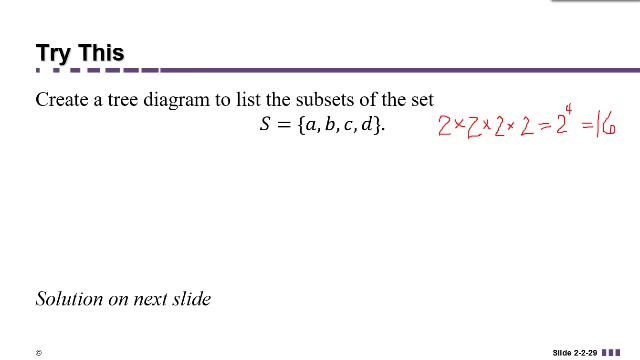 Try This
Create a tree diagram to list the subsets of the set
S = {a, b, c, d}.
2 × 2 × 2 × 2 = 2⁴ = 16
Solution on next slide
© Slide 2-2-29